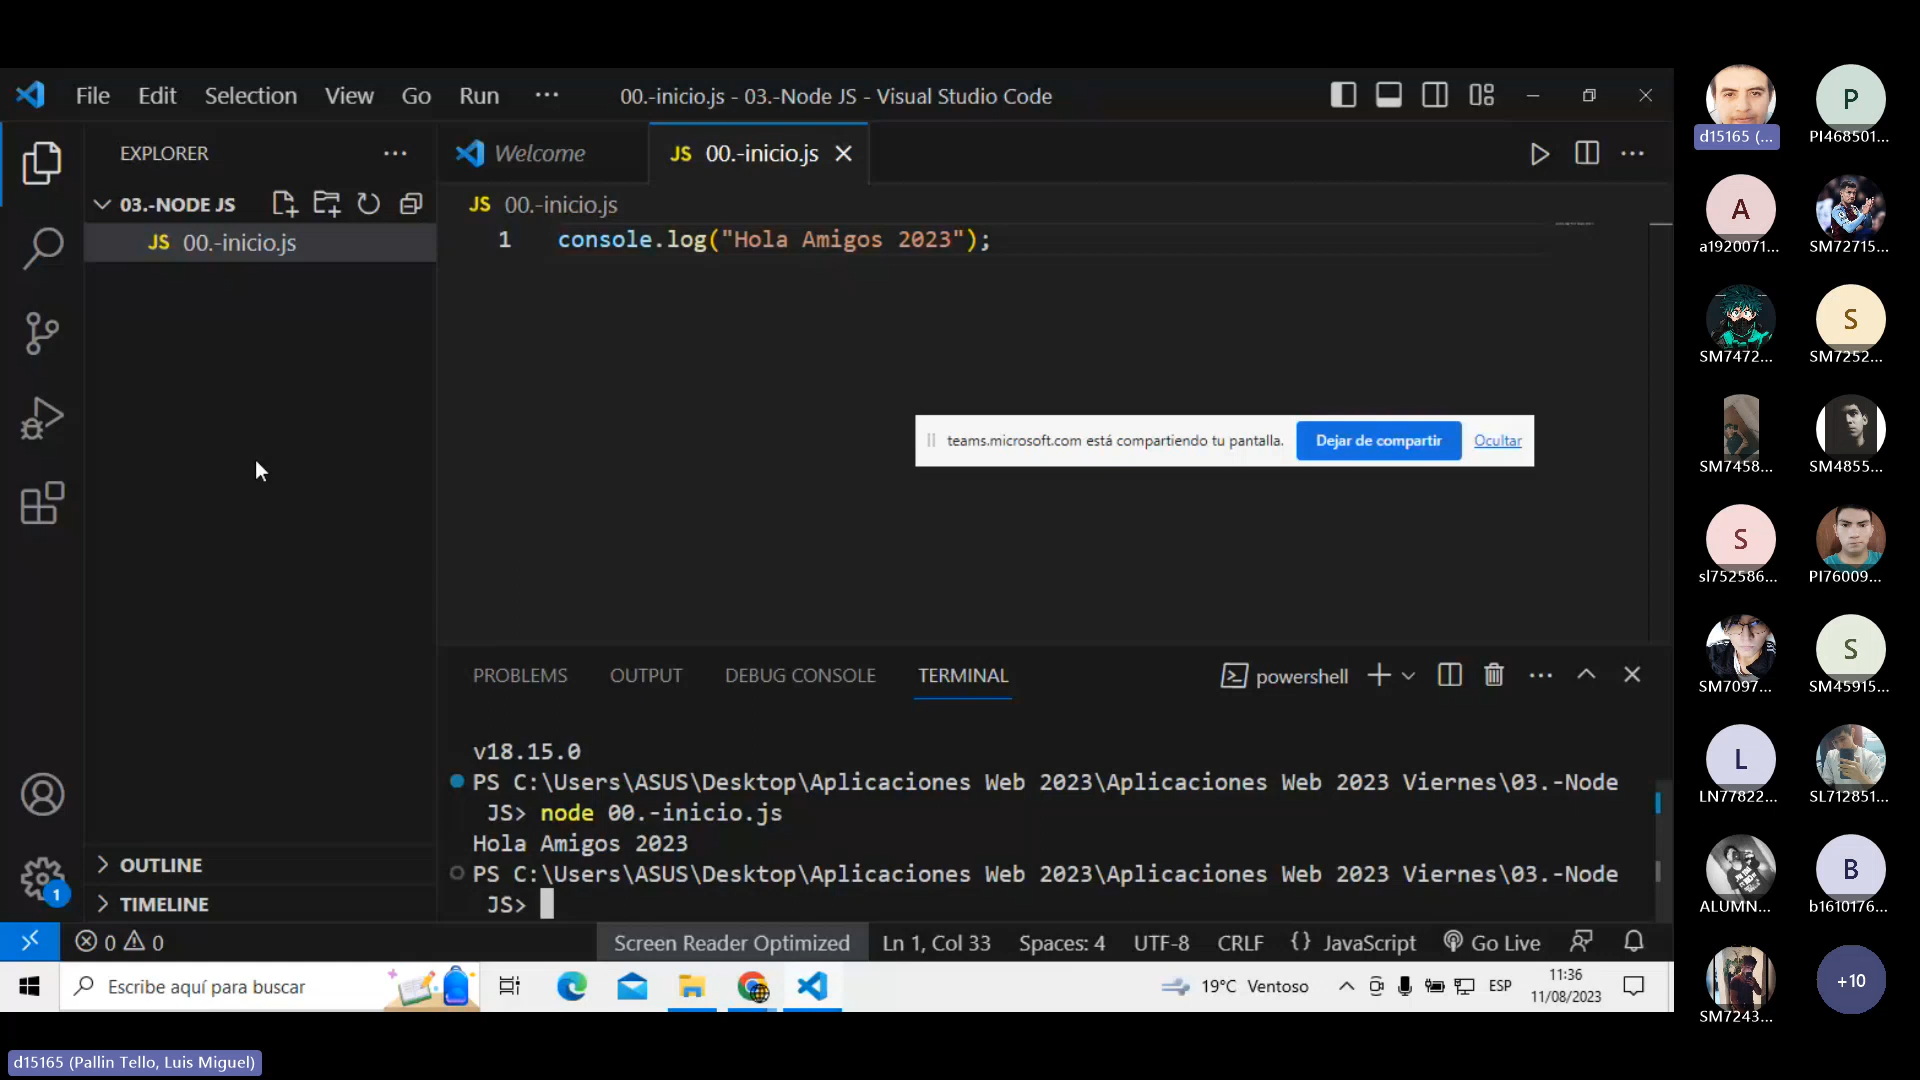 File Edit Selection View Go Run ··· 00.-inicio.js - 03.-Node JS - Visual Studio Code
EXPLORER ···
03.-NODE JS
JS 00.-inicio.js
Welcome
JS 00.-inicio.js
JS 00.-inicio.js
1 console.log("Hola Amigos 2023");
teams.microsoft.com está compartiendo tu pantalla. Dejar de compartir Ocultar
PROBLEMS OUTPUT DEBUG CONSOLE TERMINAL powershell
v18.15.0
PS C:\Users\ASUS\Desktop\Aplicaciones Web 2023\Aplicaciones Web 2023 Viernes\03.-Node
JS> node 00.-inicio.js
Hola Amigos 2023
PS C:\Users\ASUS\Desktop\Aplicaciones Web 2023\Aplicaciones Web 2023 Viernes\03.-Node
JS>
OUTLINE
TIMELINE
1
0 0 Screen Reader Optimized Ln 1, Col 33 Spaces: 4 UTF-8 CRLF {} JavaScript Go Live
Escribe aquí para buscar 19°C Ventoso ESP 11:36
11/08/2023
d15165 (Pallin Tello, Luis Miguel)
P
d15165 (... PI468501...
A
a1920071... SM72715...
S
SM7472... SM7252...
SM7458... SM4855...
S
sl752586... PI76009...
S
SM7097... SM45915...
L
LN77822... SL712851...
B
ALUMN... b1610176...
+10
SM7243...